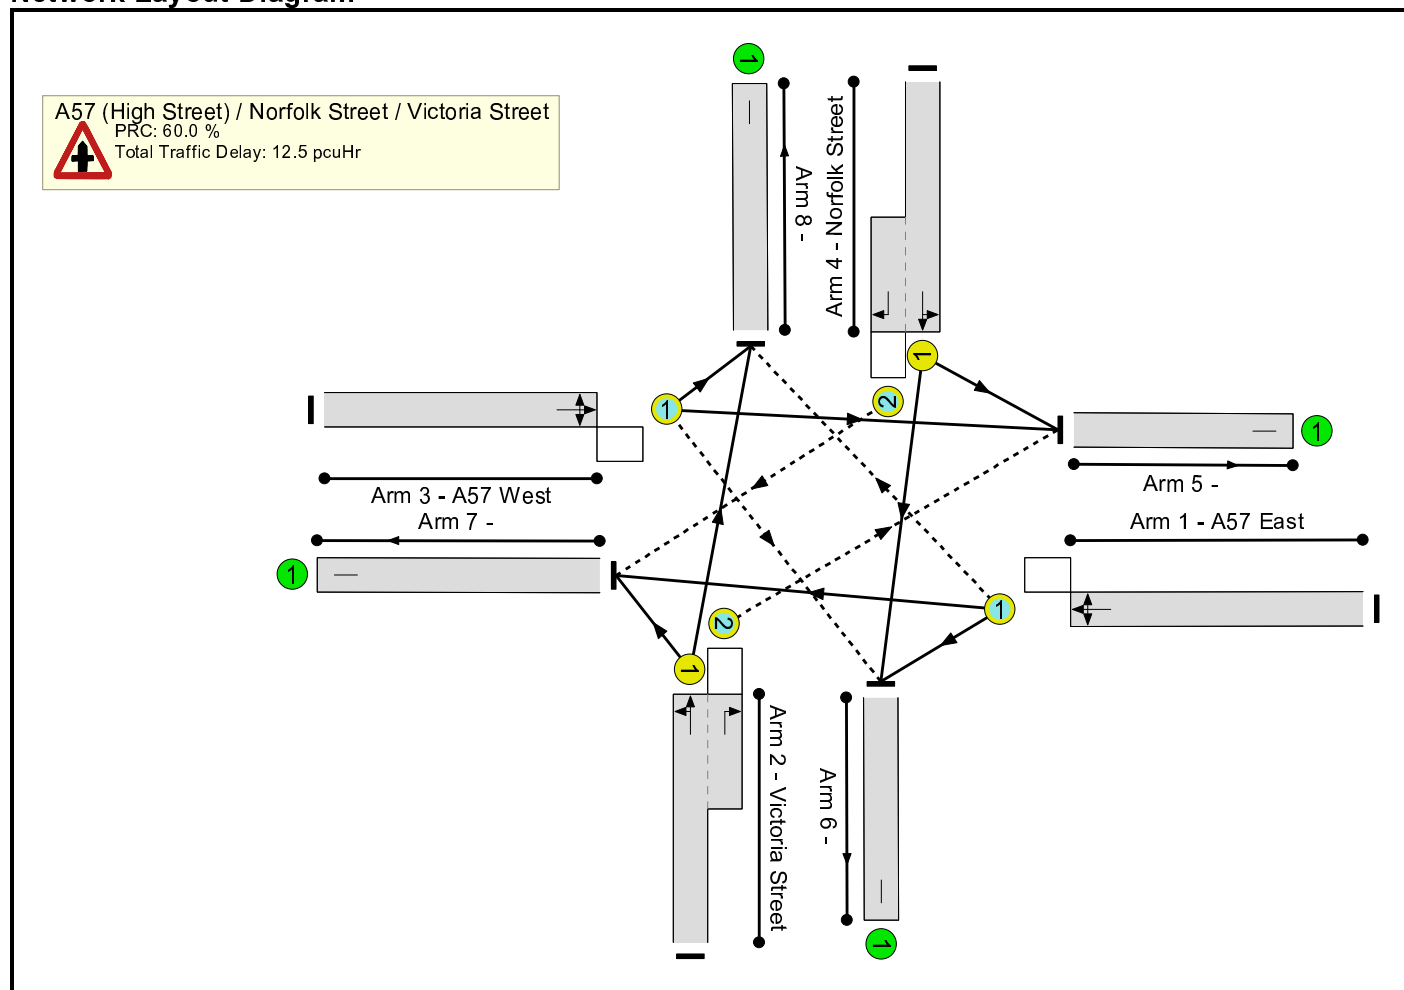 Network Layout Diagram
A57 (High Street) / Norfolk Street / Victoria Street
PRC: 60.0 %
Total Traffic Delay: 12.5 pcuHr
1
Arm 8 -
Arm 4 - Norfolk Street
1
2
1
1
Arm 3 - A57 West
Arm 7 -
Arm 5 -
Arm 1 - A57 East
1
1
2
1
Arm 2 - Victoria Street
Arm 6 -
1